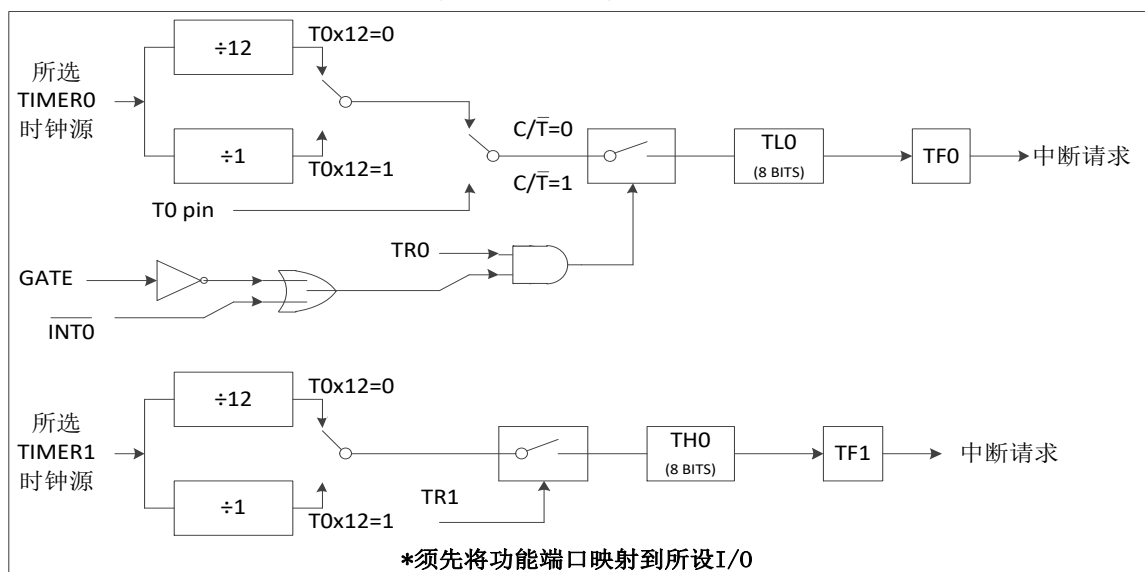 ÷12
T0x12=0
所选
TIMER0
时钟源
÷1
T0x12=1
C/T̅=0
C/T̅=1
TL0
(8 BITS)
TF0
中断请求
T0 pin
TR0
GATE
I̅N̅T̅0̅
÷12
T0x12=0
所选
TIMER1
时钟源
÷1
T0x12=1
TR1
TH0
(8 BITS)
TF1
中断请求
*须先将功能端口映射到所设I/O